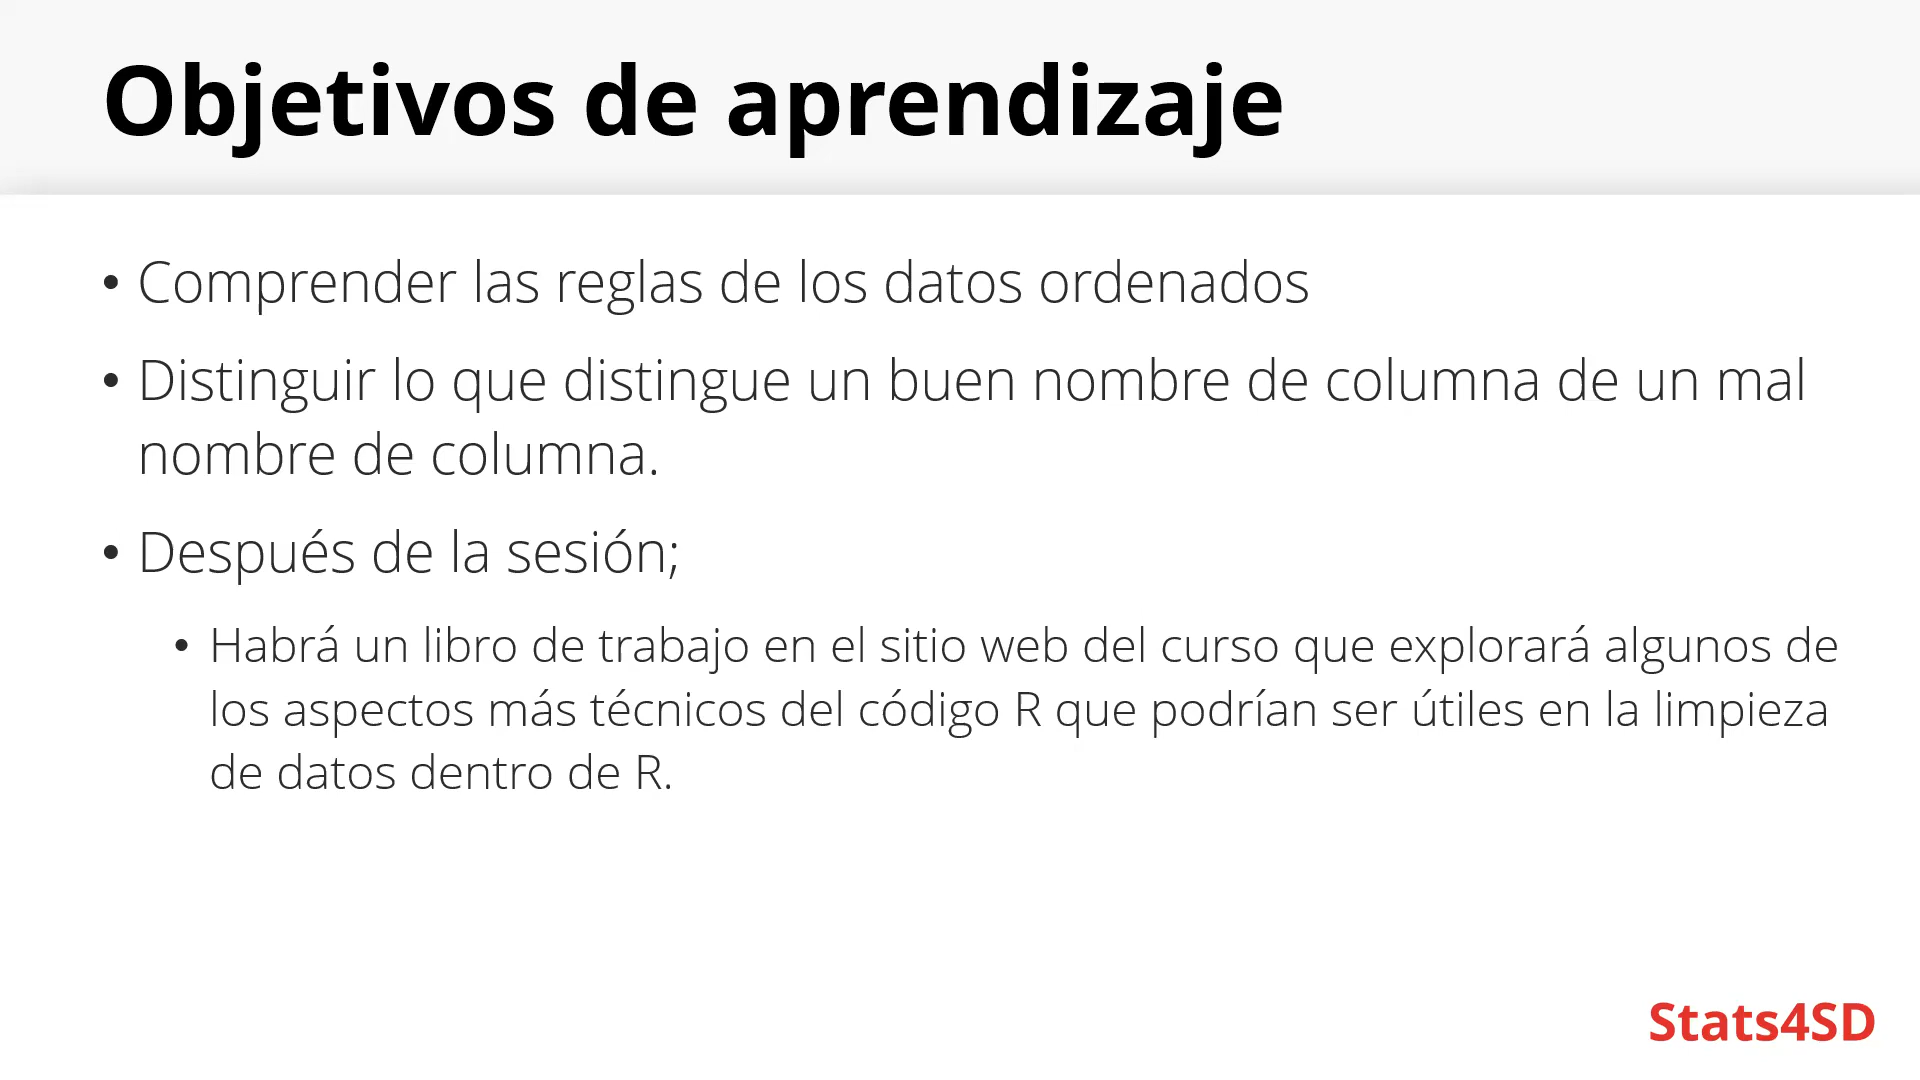 Objetivos de aprendizaje
• Comprender las reglas de los datos ordenados
• Distinguir lo que distingue un buen nombre de columna de un mal
nombre de columna.
• Después de la sesión;
• Habrá un libro de trabajo en el sitio web del curso que explorará algunos de
los aspectos más técnicos del código R que podrían ser útiles en la limpieza
de datos dentro de R.
Stats4SD